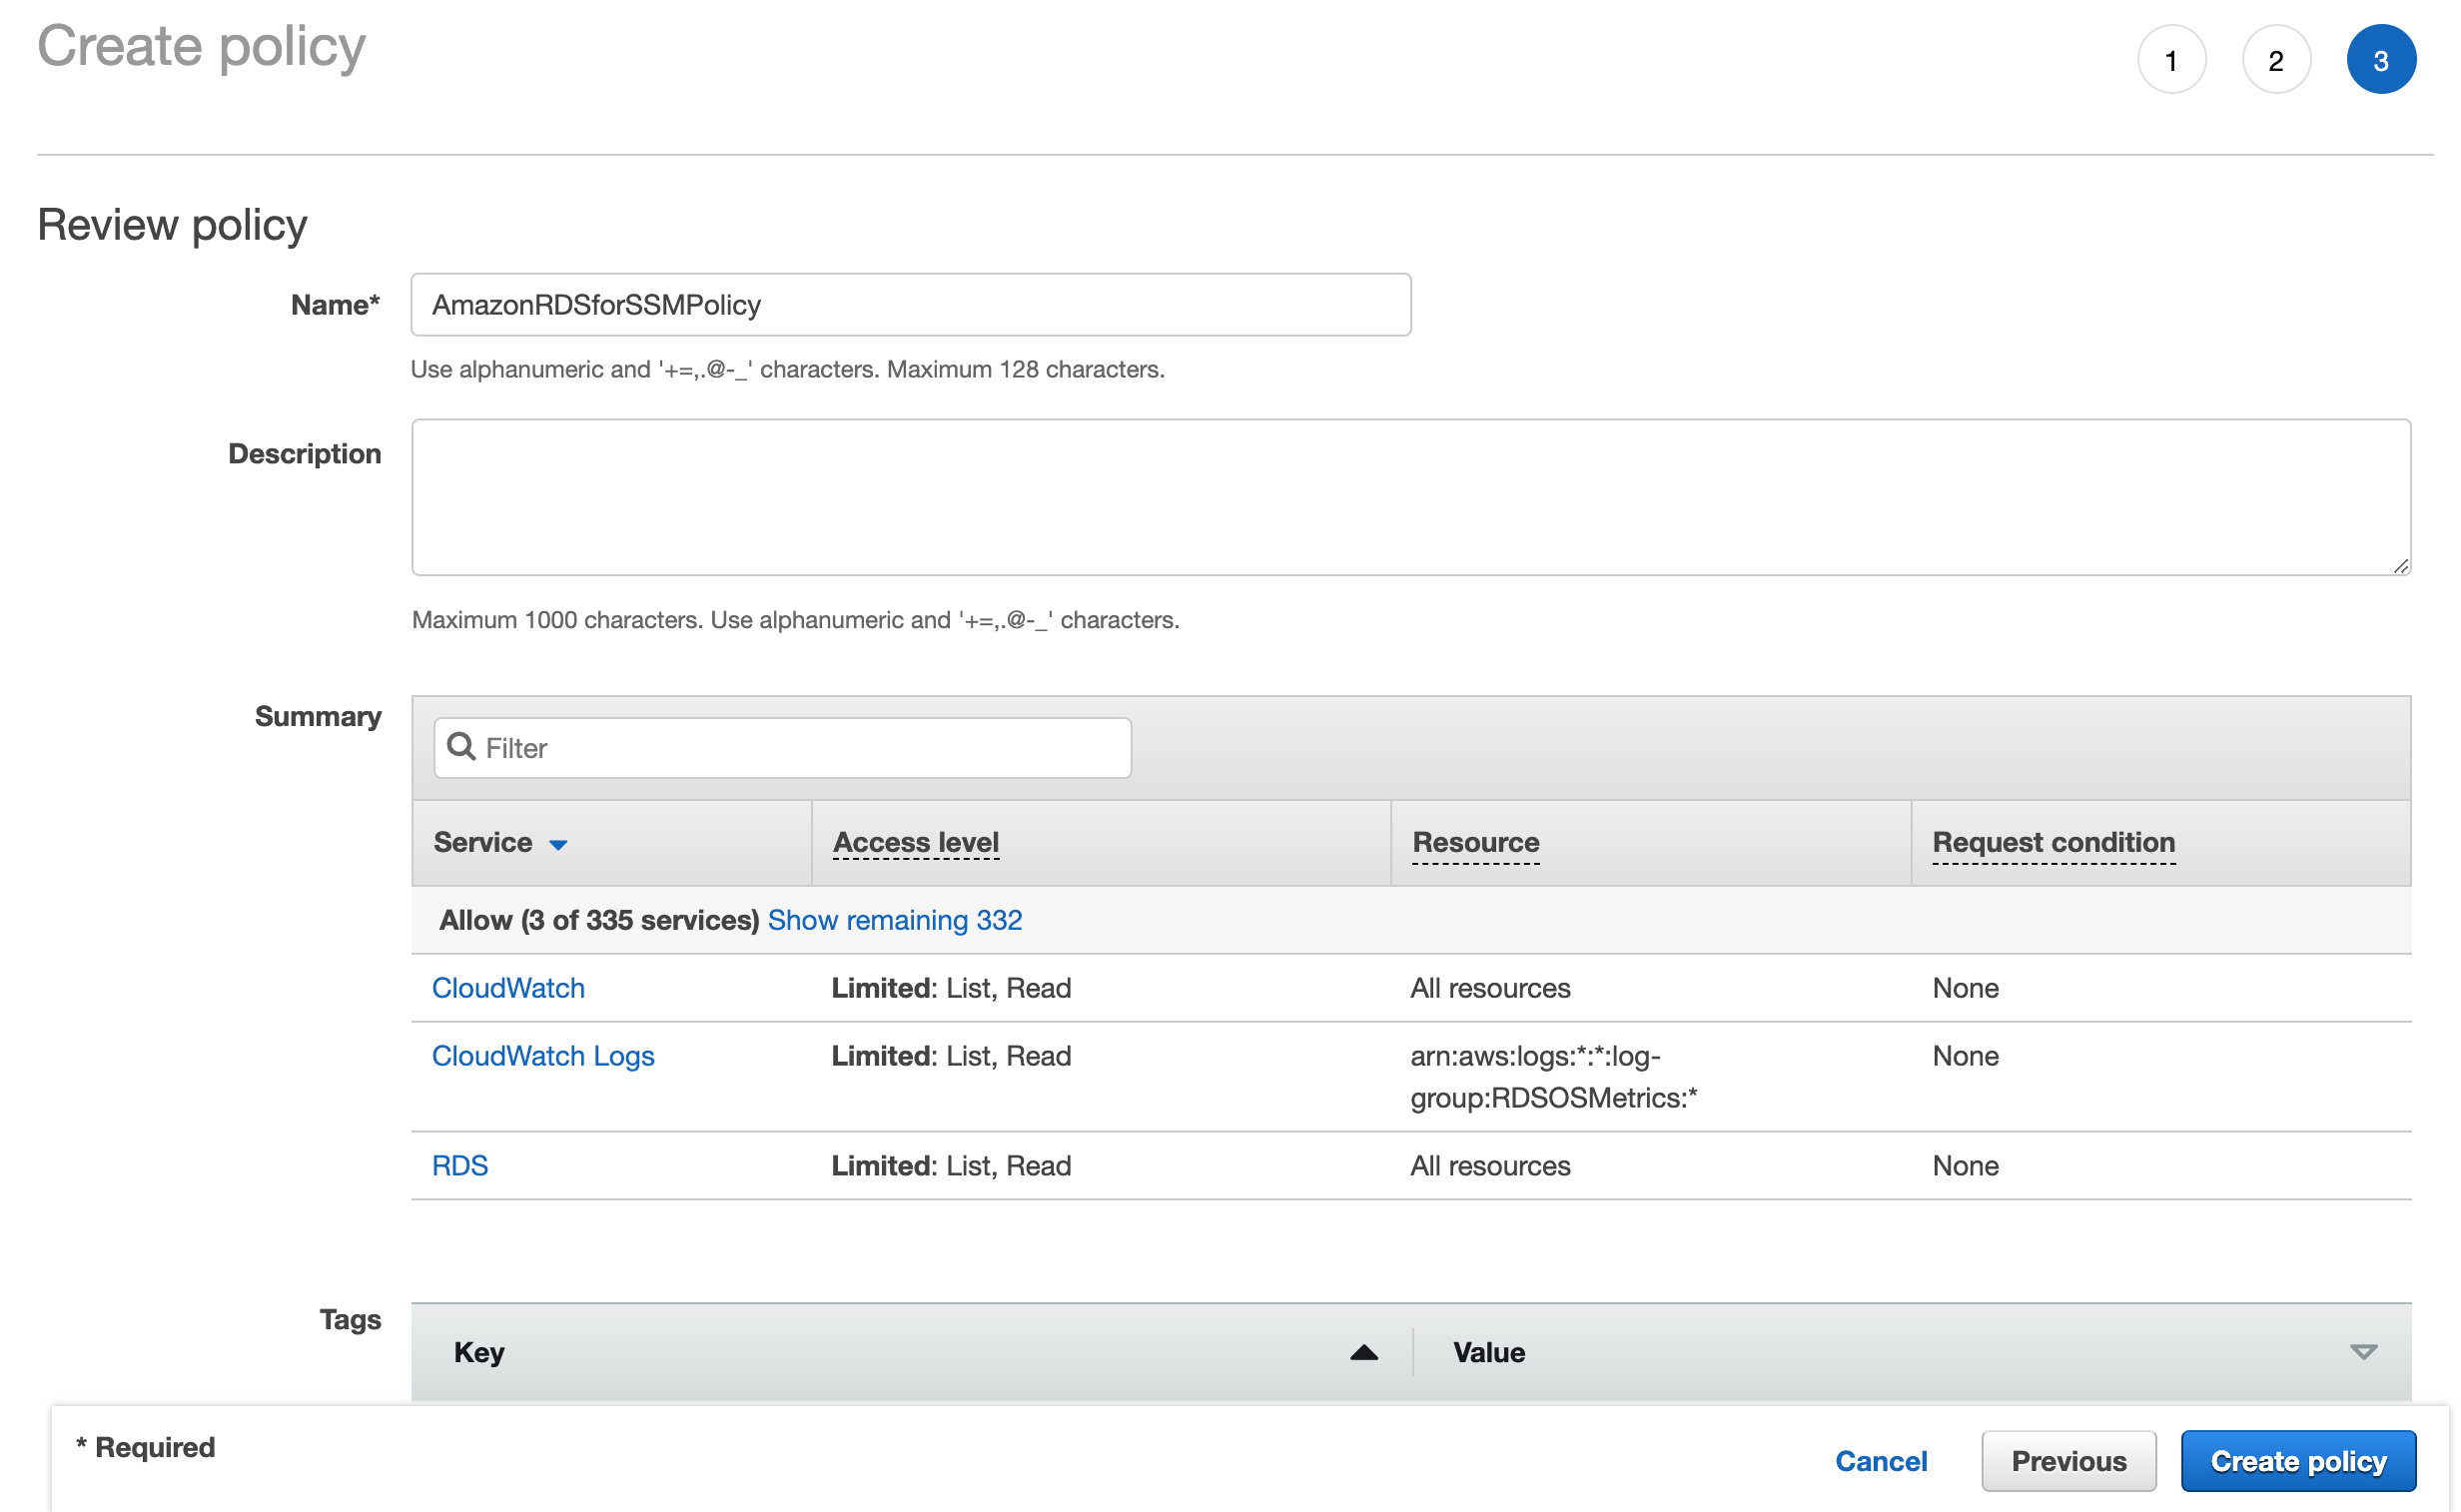 Create policy
1 2 3
Review policy
Name* AmazonRDSforSSMPolicy
Use alphanumeric and '+=,.@-_' characters. Maximum 128 characters.
Description
Maximum 1000 characters. Use alphanumeric and '+=,.@-_' characters.
Summary
Filter
Service Access level Resource Request condition
Allow (3 of 335 services) Show remaining 332
CloudWatch Limited: List, Read All resources None
CloudWatch Logs Limited: List, Read arn:aws:logs:*:*:log- None
group:RDSOSMetrics:*
RDS Limited: List, Read All resources None
Tags
Key Value
* Required
Cancel Previous Create policy